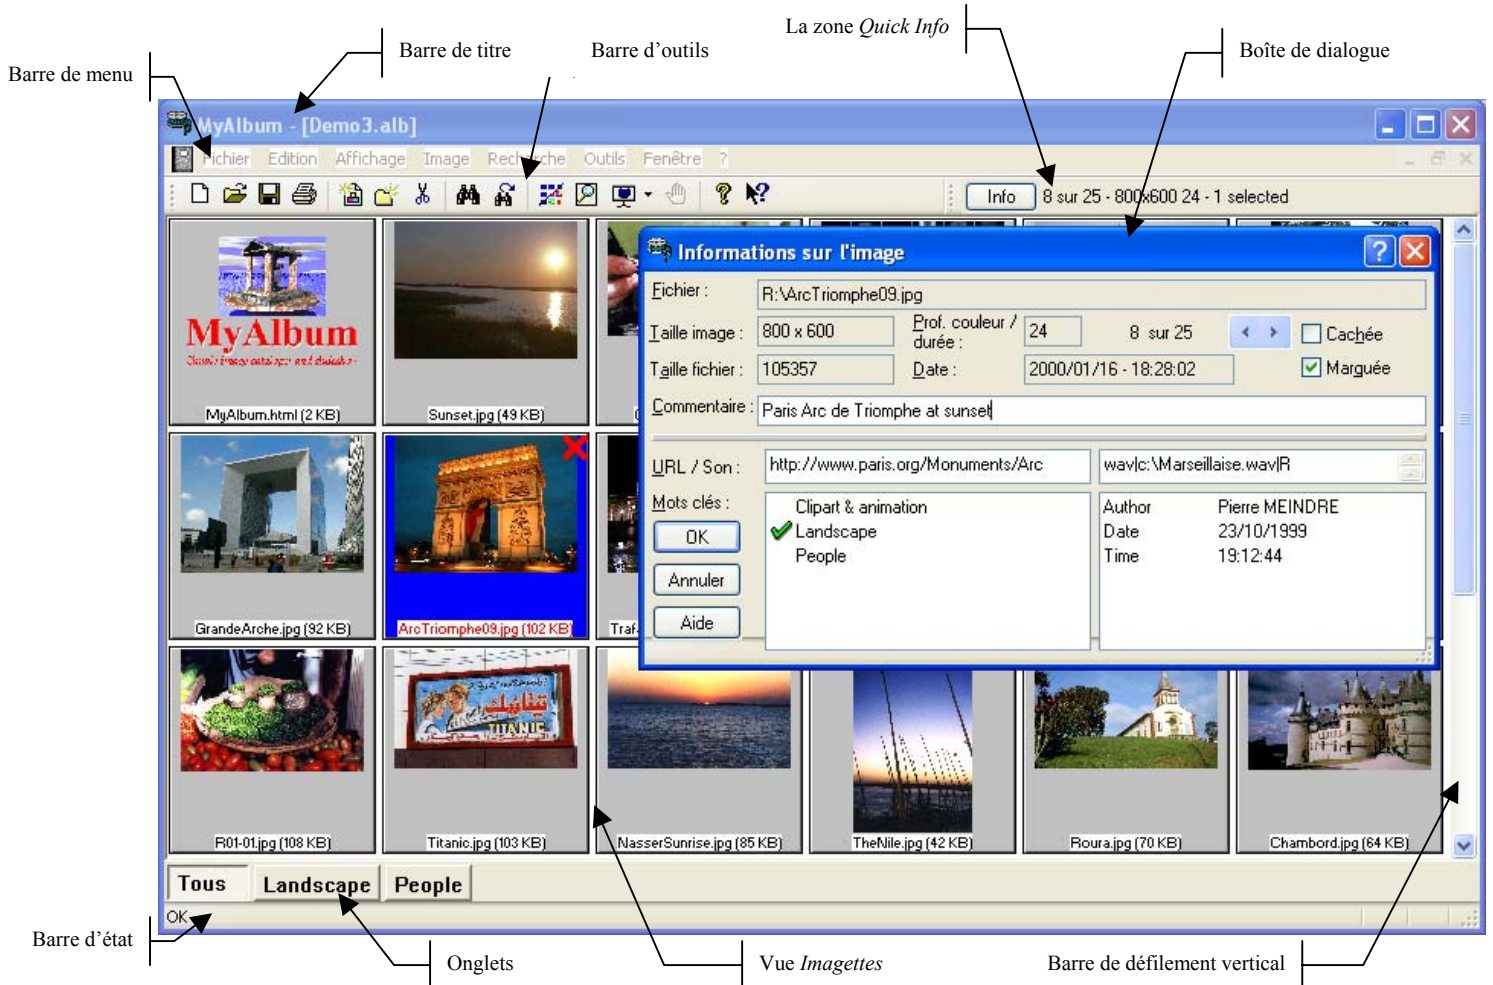 La zone Quick Info
Barre de titre
Barre d'outils
Boîte de dialogue
Barre de menu
MyAlbum - [Demo3.alb]
Fichier Edition Affichage Image Recherche Outils Fenêtre ?
Info 8 sur 25 - 800x600 24 - 1 selected
MyAlbum
MyAlbum.html (2 KB)
Sunset.jpg (49 KB)
Informations sur l'image
Fichier : R:\ArcTriomphe09.jpg
Taille image : 800 x 600 Prof. couleur / durée : 24 8 sur 25 Cachée
Taille fichier : 105357 Date : 2000/01/16 - 18:28:02 Marguée
Commentaire : Paris Arc de Triomphe at sunset
URL / Son : http://www.paris.org/Monuments/Arc wav|c:\Marseillaise.wav|R
Mots clés :
Clipart & animation
Landscape
People
Author Pierre MEINDRE
Date 23/10/1999
Time 19:12:44
OK
Annuler
Aide
GrandeArche.jpg (92 KB)
ArcTriomphe09.jpg (102 KB)
Traf
TITANIC
R01-01.jpg (108 KB)
Titanic.jpg (103 KB)
NasserSunrise.jpg (85 KB)
TheNile.jpg (42 KB)
Roura.jpg (70 KB)
Chambord.jpg (64 KB)
Tous Landscape People
OK
Barre d'état
Onglets
Vue Imagettes
Barre de défilement vertical